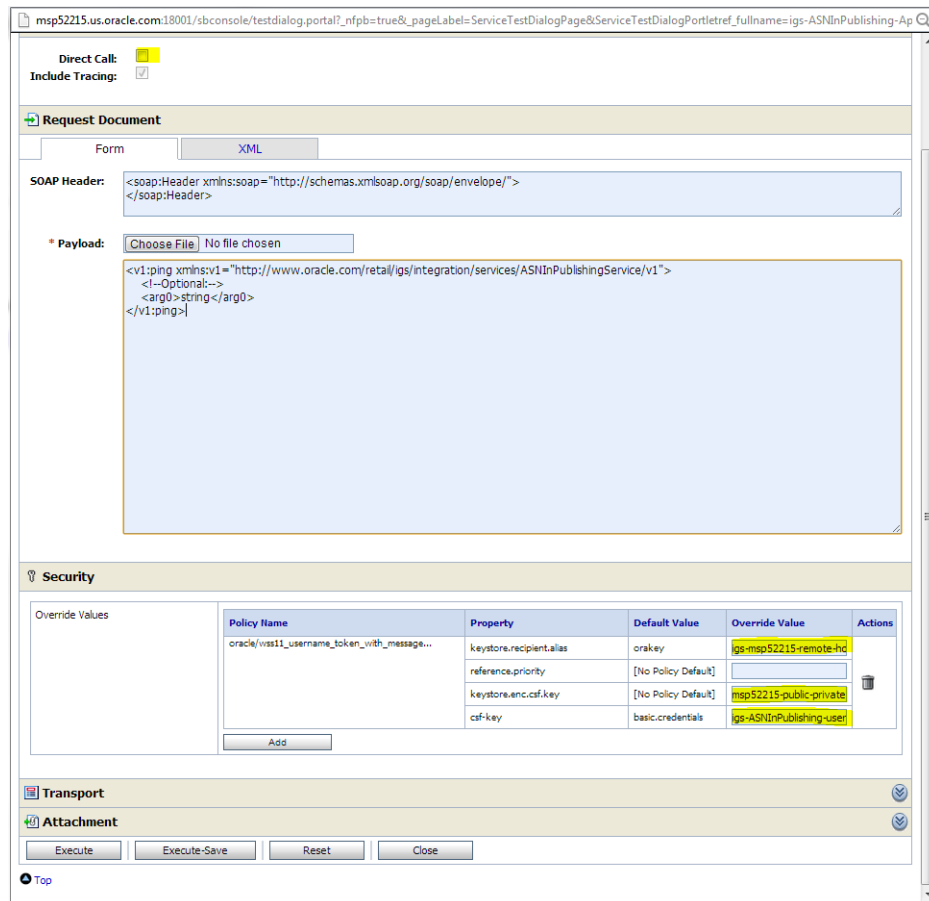 msp52215.us.oracle.com:18001/sbconsole/testdialog.portal?_nfpb=true&_pageLabel=ServiceTestDialogPage&ServiceTestDialogPortletref_fullname=igs-ASNInPublishing-Ap
Direct Call:
Include Tracing:
Request Document
Form XML
SOAP Header: <soap:Header xmlns:soap="http://schemas.xmlsoap.org/soap/envelope/">
</soap:Header>
* Payload: Choose File No file chosen
<v1:ping xmlns:v1="http://www.oracle.com/retail/igs/integration/services/ASNInPublishingService/v1">
<!--Optional:-->
<arg0>string</arg0>
</v1:ping>
Security
Override Values
Policy Name Property Default Value Override Value Actions
oracle/wss11_username_token_with_message... keystore.recipient.alias orakey igs-msp52215-remote-ho
reference.priority [No Policy Default]
keystore.enc.csf.key [No Policy Default] msp52215-public-private
csf-key basic.credentials igs-ASNInPublishing-user
Add
Transport
Attachment
Execute Execute-Save Reset Close
Top